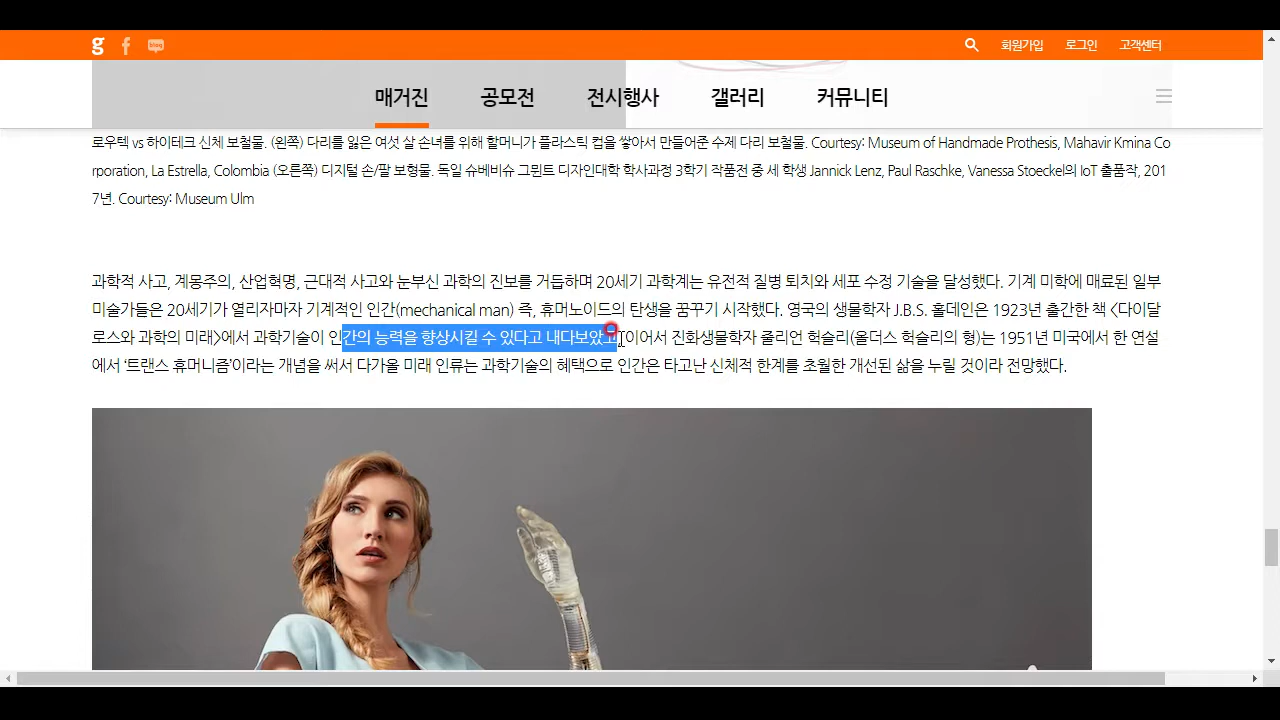 g f blog 회원가입 로그인 고객센터
매거진 공모전 전시행사 갤러리 커뮤니티
로우텍 vs 하이테크 신체 보철물. (왼쪽) 다리를 잃은 여섯 살 손녀를 위해 할머니가 플라스틱 컵을 쌓아서 만들어준 수제 다리 보철물. Courtesy: Museum of Handmade Prothesis, Mahavir Kmina Co
rporation, La Estrella, Colombia (오른쪽) 디지털 손/팔 보형물. 독일 슈베비슈 그뮌트 디자인대학 학사과정 3학기 작품전 중 세 학생 Jannick Lenz, Paul Raschke, Vanessa Stoeckel의 IoT 출품작, 201
7년. Courtesy: Museum Ulm
과학적 사고, 계몽주의, 산업혁명, 근대적 사고와 눈부신 과학의 진보를 거듭하며 20세기 과학계는 유전적 질병 퇴치와 세포 수정 기술을 달성했다. 기계 미학에 매료된 일부
미술가들은 20세기가 열리자마자 기계적인 인간(mechanical man) 즉, 휴머노이드의 탄생을 꿈꾸기 시작했다. 영국의 생물학자 J.B.S. 홀데인은 1923년 출간한 책 <다이달
로스와 과학의 미래>에서 과학기술이 인간의 능력을 향상시킬 수 있다고 내다보았고 이어서 진화생물학자 줄리언 헉슬리(올더스 헉슬리의 형)는 1951년 미국에서 한 연설
에서 ‘트랜스 휴머니즘’이라는 개념을 써서 다가올 미래 인류는 과학기술의 혜택으로 인간은 타고난 신체적 한계를 초월한 개선된 삶을 누릴 것이라 전망했다.